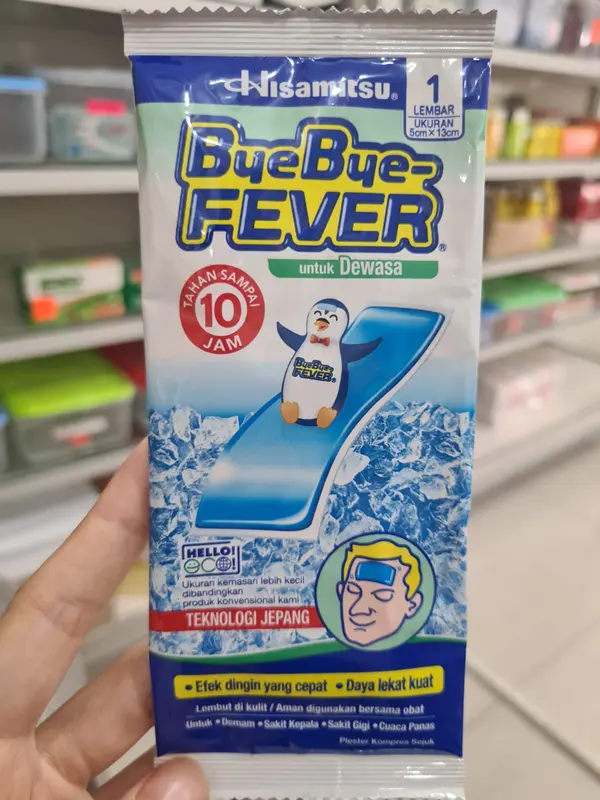 Hisamitsu®
1
LEMBAR
UKURAN
5cm×13cm
ByeBye-
FEVER®
untuk Dewasa
TAHAN SAMPAI
10
JAM
ByeBye-
FEVER®
HELLO!
eco!
Ukuran kemasan lebih kecil
dibandingkan
produk konvensional kami
TEKNOLOGI JEPANG
• Efek dingin yang cepat • Daya lekat kuat
Lembut di kulit / Aman digunakan bersama obat
Untuk • Demam • Sakit Kepala • Sakit Gigi • Cuaca Panas
Plester Kompres Sejuk